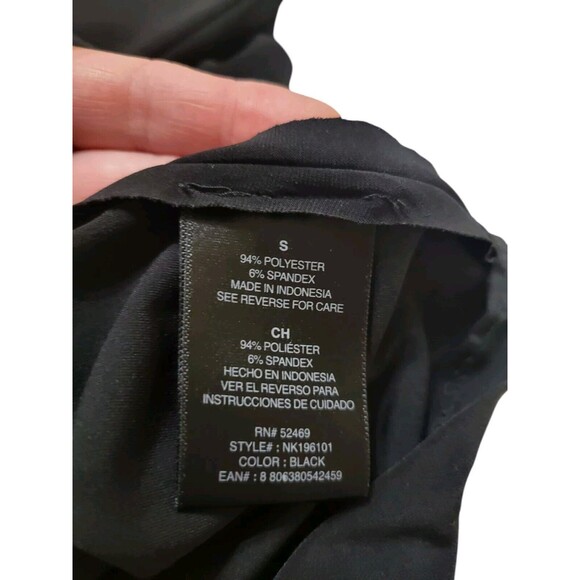 S
94% POLYESTER
6% SPANDEX
MADE IN INDONESIA
SEE REVERSE FOR CARE
CH
94% POLIÉSTER
6% SPANDEX
HECHO EN INDONESIA
VER EL REVERSO PARA
INSTRUCCIONES DE CUIDADO
RN# 52469
STYLE# : NK196101
COLOR : BLACK
EAN# : 8 806380542459